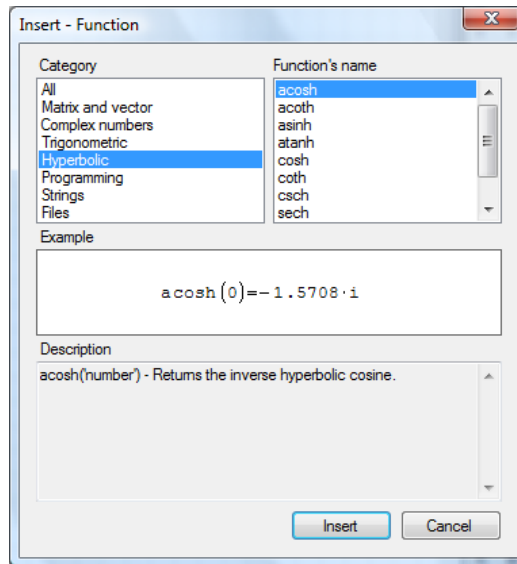 Insert - Function
Category
Function's name
All
Matrix and vector
Complex numbers
Trigonometric
Hyperbolic
Programming
Strings
Files
acosh
acoth
asinh
atanh
cosh
coth
csch
sech
Example
acosh(0)=-1.5708·i
Description
acosh('number') - Returns the inverse hyperbolic cosine.
Insert
Cancel